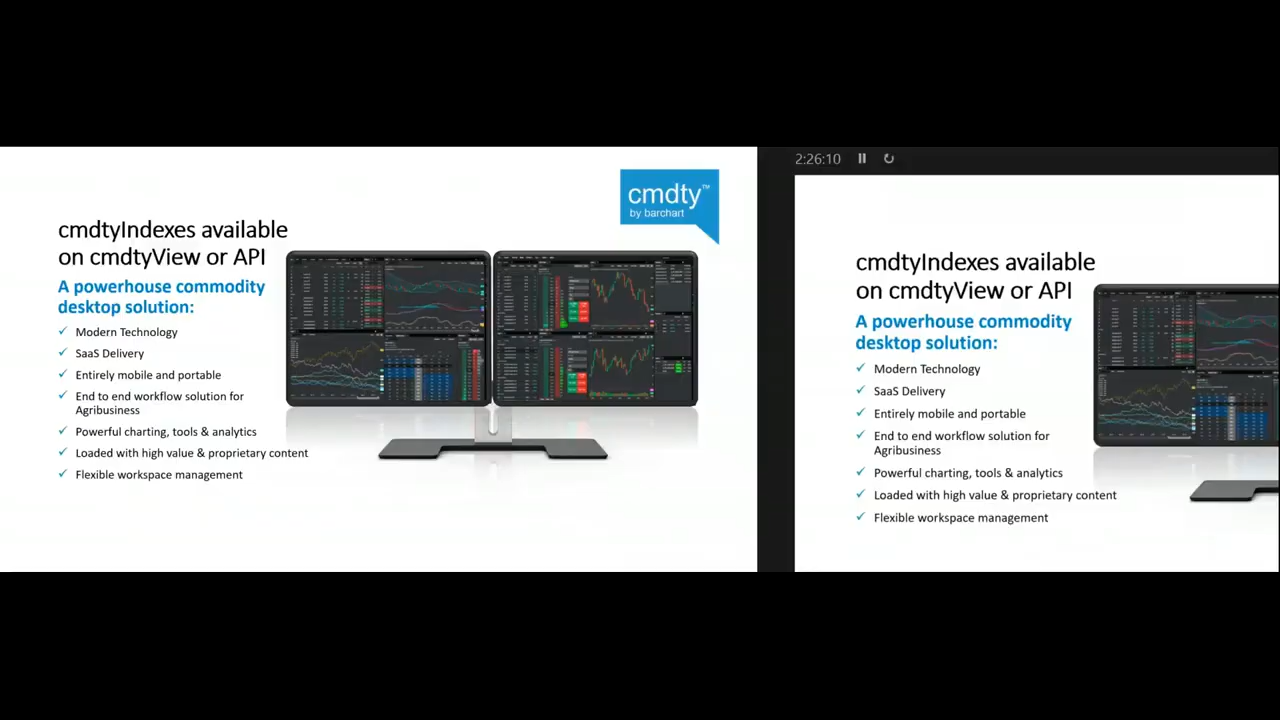 cmdty™
by barchart
cmdtyIndexes available
on cmdtyView or API
A powerhouse commodity
desktop solution:
✓ Modern Technology
✓ SaaS Delivery
✓ Entirely mobile and portable
✓ End to end workflow solution for
Agribusiness
✓ Powerful charting, tools & analytics
✓ Loaded with high value & proprietary content
✓ Flexible workspace management
2:26:10
cmdtyIndexes available
on cmdtyView or API
A powerhouse commodity
desktop solution:
✓ Modern Technology
✓ SaaS Delivery
✓ Entirely mobile and portable
✓ End to end workflow solution for
Agribusiness
✓ Powerful charting, tools & analytics
✓ Loaded with high value & proprietary content
✓ Flexible workspace management